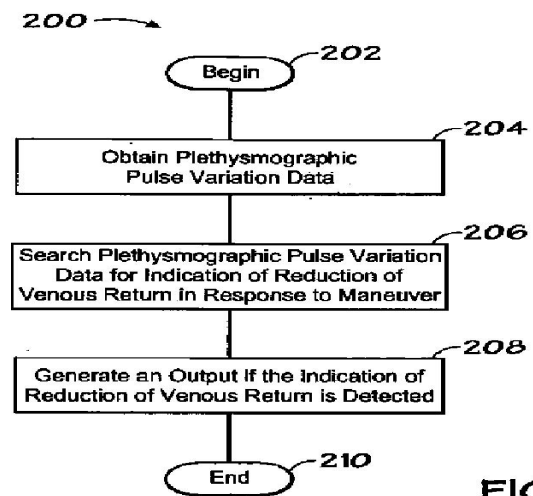 200
202
Begin
204
Obtain Plethysmographic
Pulse Variation Data
206
Search Plethysmographic Pulse Variation
Data for Indication of Reduction of
Venous Return in Response to Maneuver
208
Generate an Output if the Indication of
Reduction of Venous Return is Detected
210
End